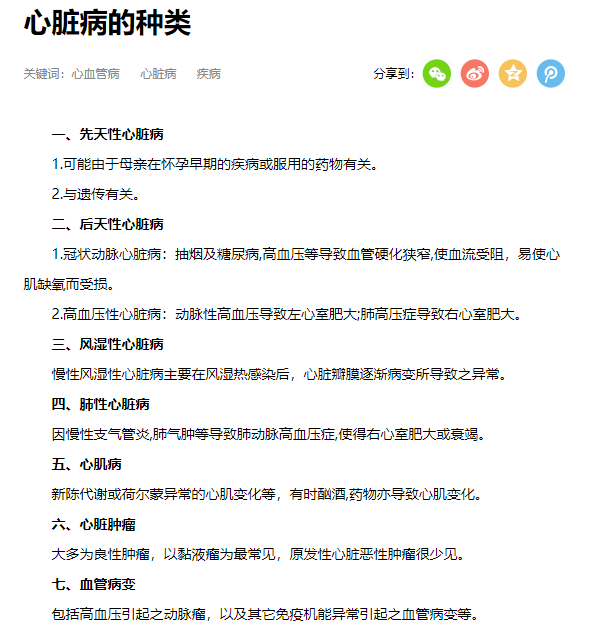 心脏病的种类
关键词：心血管病 心脏病 疾病 分享到：
一、先天性心脏病
1.可能由于母亲在怀孕早期的疾病或服用的药物有关。
2.与遗传有关。
二、后天性心脏病
1.冠状动脉心脏病：抽烟及糖尿病,高血压等导致血管硬化狭窄,使血流受阻，易使心
肌缺氧而受损。
2.高血压性心脏病：动脉性高血压导致左心室肥大;肺高压症导致右心室肥大。
三、风湿性心脏病
慢性风湿性心脏病主要在风湿热感染后，心脏瓣膜逐渐病变所导致之异常。
四、肺性心脏病
因慢性支气管炎,肺气肿等导致肺动脉高血压症,使得右心室肥大或衰竭。
五、心肌病
新陈代谢或荷尔蒙异常的心肌变化等，有时酗酒,药物亦导致心肌变化。
六、心脏肿瘤
大多为良性肿瘤，以黏液瘤为最常见，原发性心脏恶性肿瘤很少见。
七、血管病变
包括高血压引起之动脉瘤，以及其它免疫机能异常引起之血管病变等。